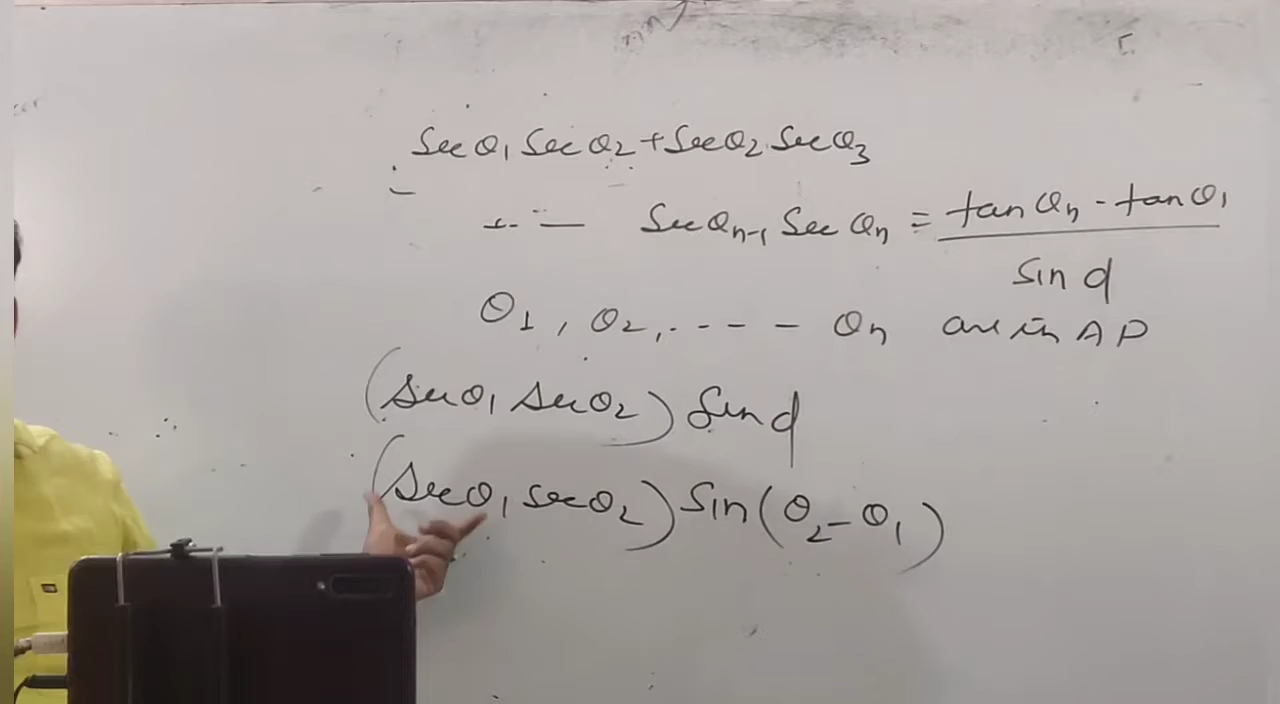 Sec θ₁ Sec θ₂ + Sec θ₂ Sec θ₃
..... — Sec θₙ₋₁ Sec θₙ = (tan θₙ - tan θ₁) / Sin d
θ₁, θ₂, ---- θₙ are in AP
(Sec θ₁ Sec θ₂) Sin d
(Sec θ₁ sec θ₂) Sin (θ₂ - θ₁)